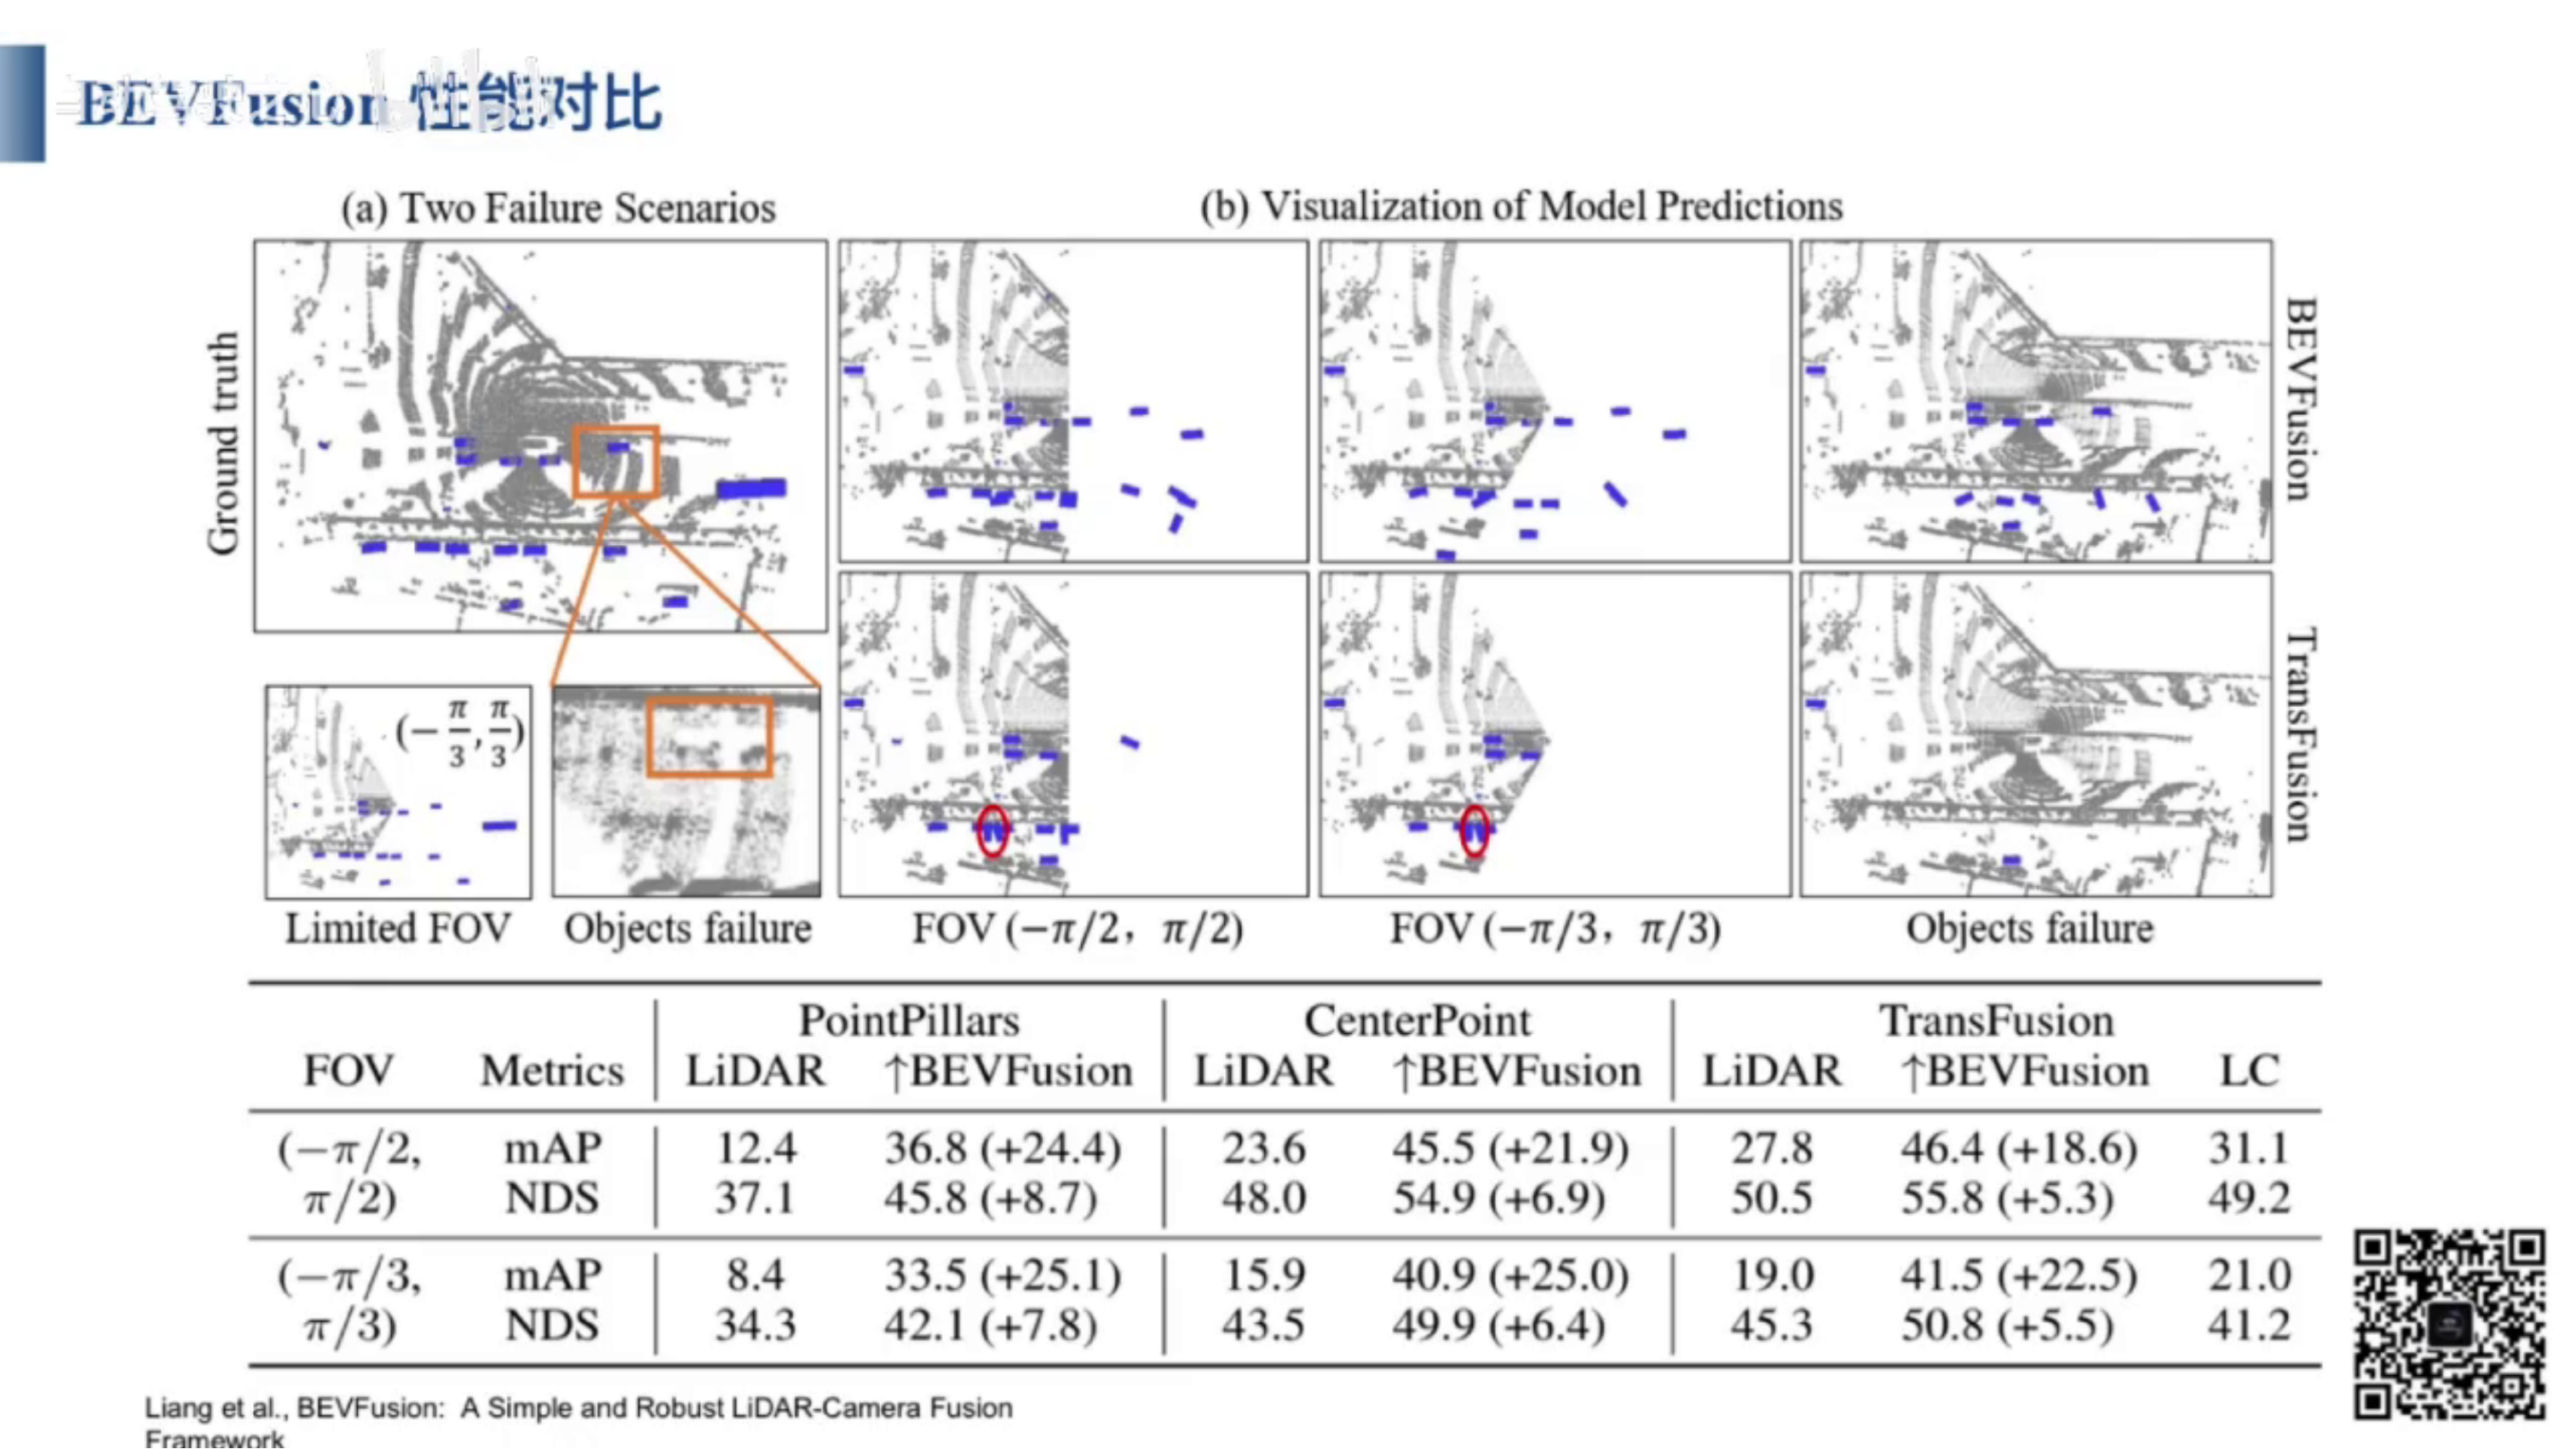 BEVFusion 性能对比
(a) Two Failure Scenarios
(b) Visualization of Model Predictions
Ground truth
BEVFusion
TransFusion
(−π/3, π/3)
Limited FOV
Objects failure
FOV (−π/2, π/2)
FOV (−π/3, π/3)
Objects failure
PointPillars CenterPoint TransFusion
FOV Metrics LiDAR ↑BEVFusion LiDAR ↑BEVFusion LiDAR ↑BEVFusion LC
(−π/2, mAP 12.4 36.8 (+24.4) 23.6 45.5 (+21.9) 27.8 46.4 (+18.6) 31.1
π/2) NDS 37.1 45.8 (+8.7) 48.0 54.9 (+6.9) 50.5 55.8 (+5.3) 49.2
(−π/3, mAP 8.4 33.5 (+25.1) 15.9 40.9 (+25.0) 19.0 41.5 (+22.5) 21.0
π/3) NDS 34.3 42.1 (+7.8) 43.5 49.9 (+6.4) 45.3 50.8 (+5.5) 41.2
Liang et al., BEVFusion: A Simple and Robust LiDAR-Camera Fusion
Framework